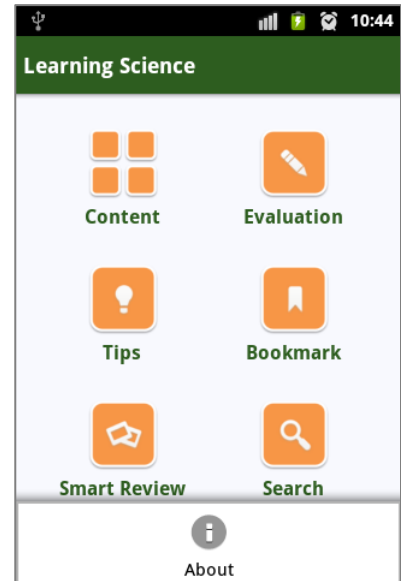 10:44
Learning Science
Content Evaluation
Tips Bookmark
Smart Review Search
About